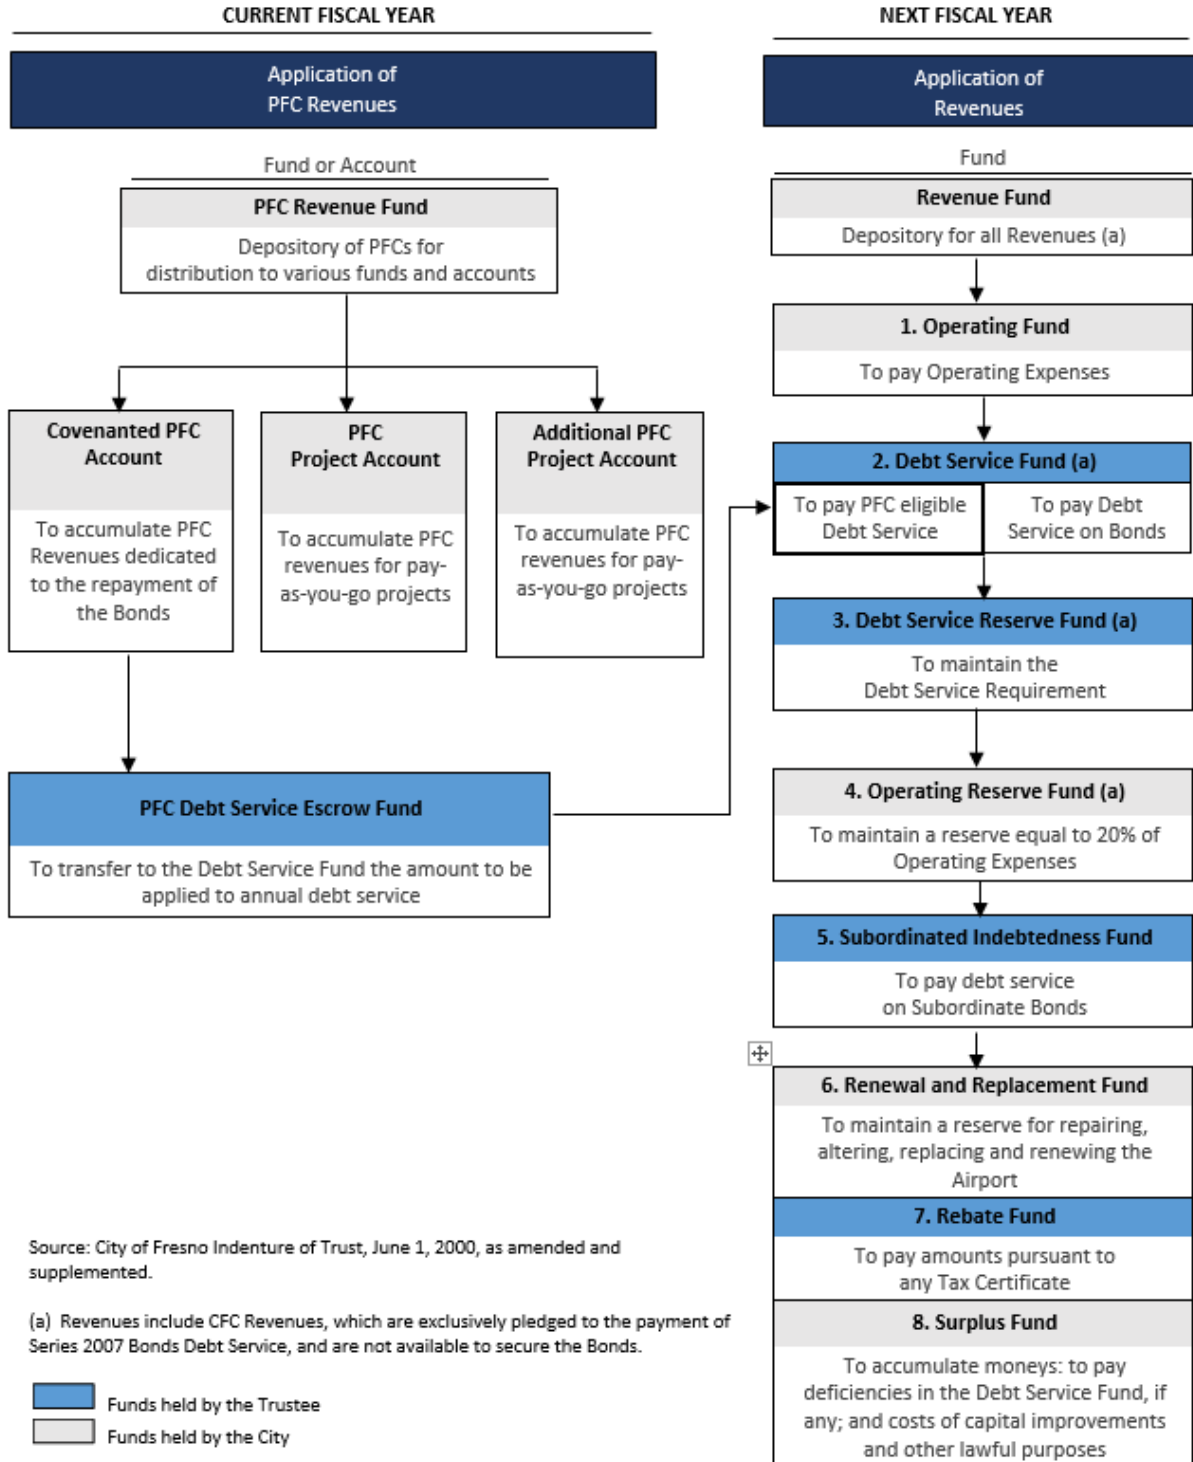 CURRENT FISCAL YEAR
Application of
PFC Revenues
Fund or Account
PFC Revenue Fund
Depository of PFCs for
distribution to various funds and accounts
Covenanted PFC
Account
To accumulate PFC
Revenues dedicated
to the repayment of
the Bonds
PFC
Project Account
To accumulate PFC
revenues for pay-
as-you-go projects
Additional PFC
Project Account
To accumulate PFC
revenues for pay-
as-you-go projects
PFC Debt Service Escrow Fund
To transfer to the Debt Service Fund the amount to be
applied to annual debt service
NEXT FISCAL YEAR
Application of
Revenues
Fund
Revenue Fund
Depository for all Revenues (a)
1. Operating Fund
To pay Operating Expenses
2. Debt Service Fund (a)
To pay PFC eligible
Debt Service
To pay Debt
Service on Bonds
3. Debt Service Reserve Fund (a)
To maintain the
Debt Service Requirement
4. Operating Reserve Fund (a)
To maintain a reserve equal to 20% of
Operating Expenses
5. Subordinated Indebtedness Fund
To pay debt service
on Subordinate Bonds
6. Renewal and Replacement Fund
To maintain a reserve for repairing,
altering, replacing and renewing the
Airport
7. Rebate Fund
To pay amounts pursuant to
any Tax Certificate
8. Surplus Fund
To accumulate moneys: to pay
deficiencies in the Debt Service Fund, if
any; and costs of capital improvements
and other lawful purposes
Source: City of Fresno Indenture of Trust, June 1, 2000, as amended and
supplemented.
(a) Revenues include CFC Revenues, which are exclusively pledged to the payment of
Series 2007 Bonds Debt Service, and are not available to secure the Bonds.
Funds held by the Trustee
Funds held by the City